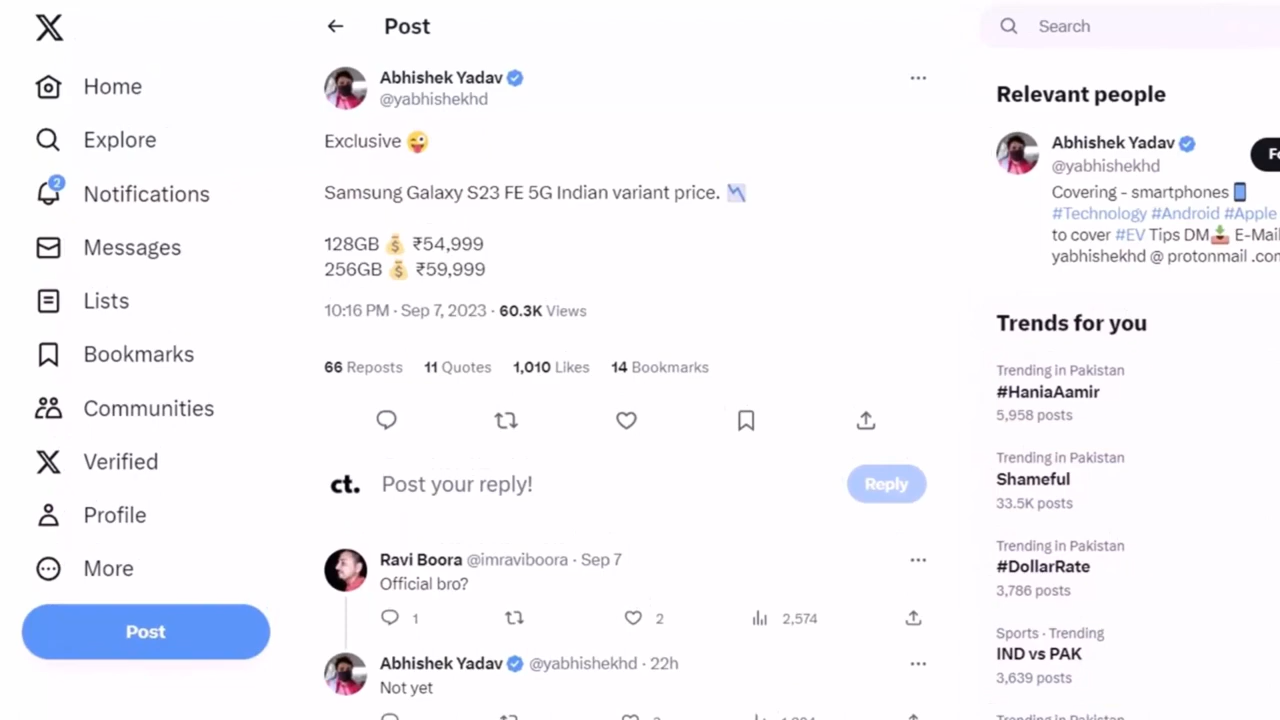 Home
Explore
2
Notifications
Messages
Lists
Bookmarks
Communities
Verified
Profile
More
Post
Post
Abhishek Yadav
@yabhishekhd
Exclusive 😜
Samsung Galaxy S23 FE 5G Indian variant price. 📉
128GB 💰 ₹54,999
256GB 💰 ₹59,999
10:16 PM · Sep 7, 2023 · 60.3K Views
66 Reposts 11 Quotes 1,010 Likes 14 Bookmarks
ct. Post your reply! Reply
Ravi Boora @imraviboora · Sep 7
Official bro?
1 2 2,574
Abhishek Yadav @yabhishekhd · 22h
Not yet
Search
Relevant people
Abhishek Yadav
@yabhishekhd
Fo
Covering - smartphones 📱
#Technology #Android #Apple
to cover #EV Tips DM📥 E-Mail
yabhishekhd @ protonmail .com
Trends for you
Trending in Pakistan
#HaniaAamir
5,958 posts
Trending in Pakistan
Shameful
33.5K posts
Trending in Pakistan
#DollarRate
3,786 posts
Sports · Trending
IND vs PAK
3,639 posts
Trending in Pakistan